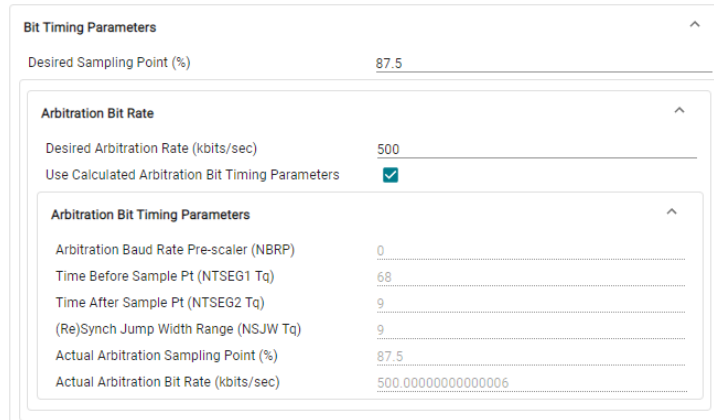 Bit Timing Parameters
Desired Sampling Point (%) 87.5
Arbitration Bit Rate
Desired Arbitration Rate (kbits/sec) 500
Use Calculated Arbitration Bit Timing Parameters
Arbitration Bit Timing Parameters
Arbitration Baud Rate Pre-scaler (NBRP) 0
Time Before Sample Pt (NTSEG1 Tq) 68
Time After Sample Pt (NTSEG2 Tq) 9
(Re)Synch Jump Width Range (NSJW Tq) 9
Actual Arbitration Sampling Point (%) 87.5
Actual Arbitration Bit Rate (kbits/sec) 500.00000000000006